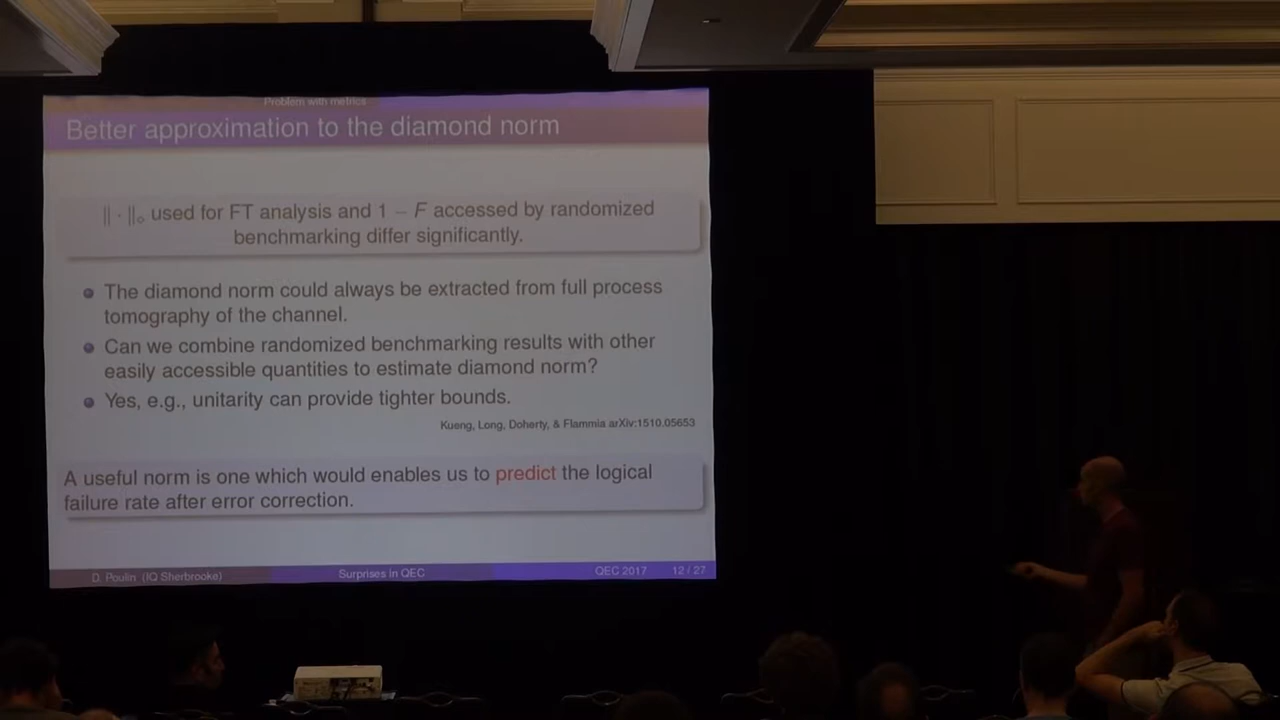 Problem with metrics
Better approximation to the diamond norm
‖ · ‖⋄ used for FT analysis and 1 − F accessed by randomized
benchmarking differ significantly.
The diamond norm could always be extracted from full process
tomography of the channel.
Can we combine randomized benchmarking results with other
easily accessible quantities to estimate diamond norm?
Yes, e.g., unitarity can provide tighter bounds.
Kueng, Long, Doherty, & Flammia arXiv:1510.05653
A useful norm is one which would enables us to predict the logical
failure rate after error correction.
D. Poulin (IQ Sherbrooke) Surprises in QEC QEC 2017 12 / 27